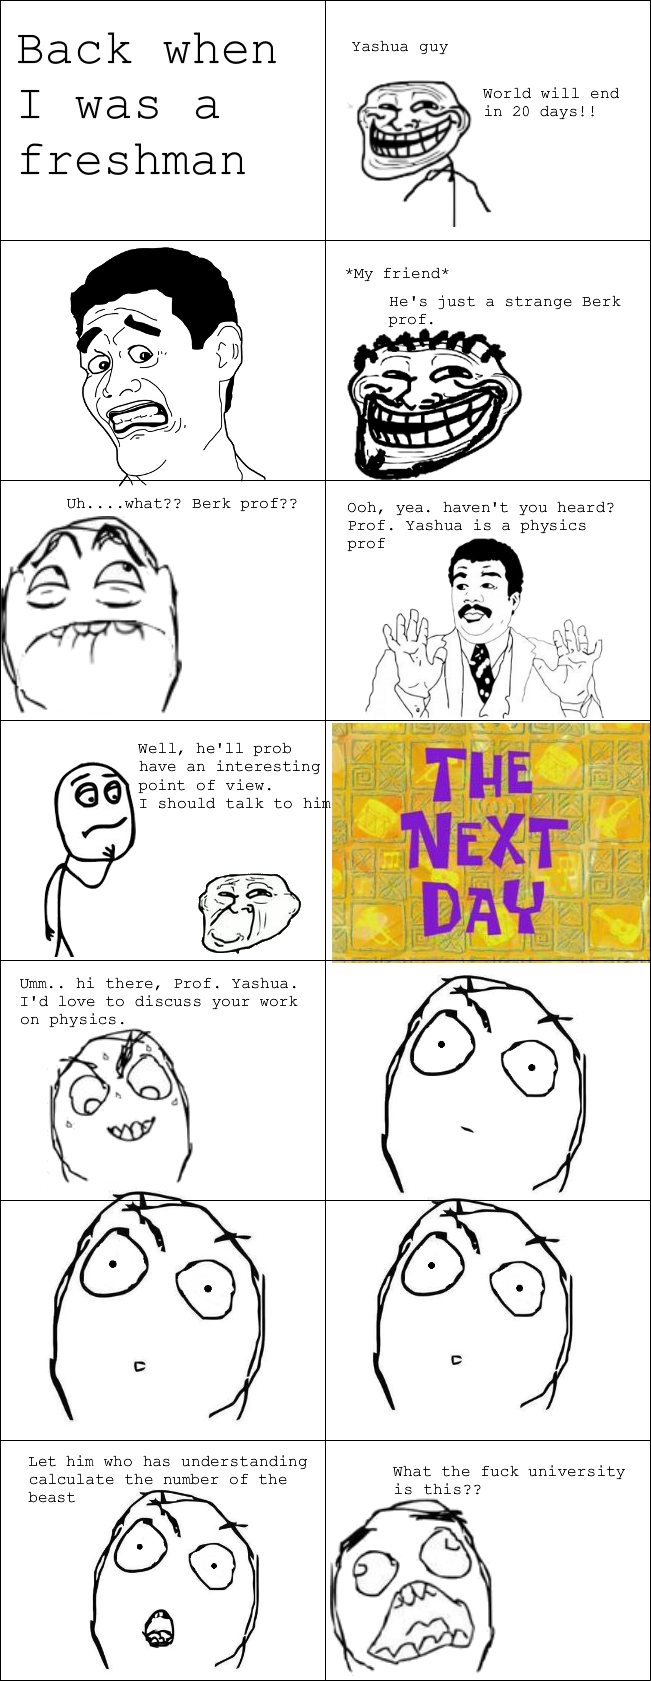 Back when
I was a
freshman
Yashua guy
World will end
in 20 days!!
*My friend*
He's just a strange Berk
prof.
Uh....what?? Berk prof??
Ooh, yea. haven't you heard?
Prof. Yashua is a physics
prof
Well, he'll prob
have an interesting
point of view.
I should talk to him
THE
NEXT
DAY
Umm.. hi there, Prof. Yashua.
I'd love to discuss your work
on physics.
Let him who has understanding
calculate the number of the
beast
What the fuck university
is this??